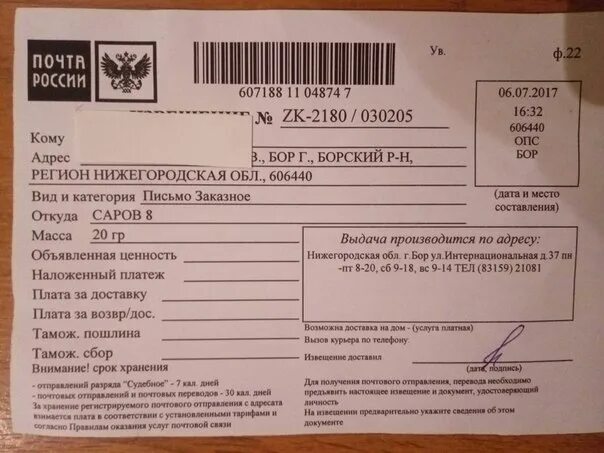 ПОЧТА
РОССИИ
607188 11 04874 7
Ув.
ф.22
№ ZK-2180 / 030205
06.07.2017
16:32
606440
ОПС
БОР
(дата и место
составления)
Кому
Адрес В., БОР Г., БОРСКИЙ Р-Н,
РЕГИОН НИЖЕГОРОДСКАЯ ОБЛ., 606440
Вид и категория Письмо Заказное
Откуда САРОВ 8
Масса 20 гр
Объявленная ценность
Наложенный платеж
Плата за доставку
Плата за возвр/дос.
Тамож. пошлина
Тамож. сбор
Внимание! срок хранения
- отправлений разряда "Судебное" - 7 кал. дней
- почтовых отправлений и почтовых переводов - 30 кал. дней
За хранение регистрируемого почтового отправления с адресата
взимается плата в соответствии с установленными тарифами и
согласно Правилам оказания услуг почтовой связи
Выдача производится по адресу:
Нижегородская обл. г.Бор ул.Интернациональная д.37 пн
-пт 8-20, сб 9-18, вс 9-14 ТЕЛ (83159) 21081
Возможна доставка на дом - (услуга платная)
Вызов курьера по телефону
Извещение доставил
(дата, подпись)
Для получения почтового отправления, перевода необходимо
предъявить настоящее извещение и документ, удостоверяющий
личность
На извещении предварительно укажите сведения об этом
документе